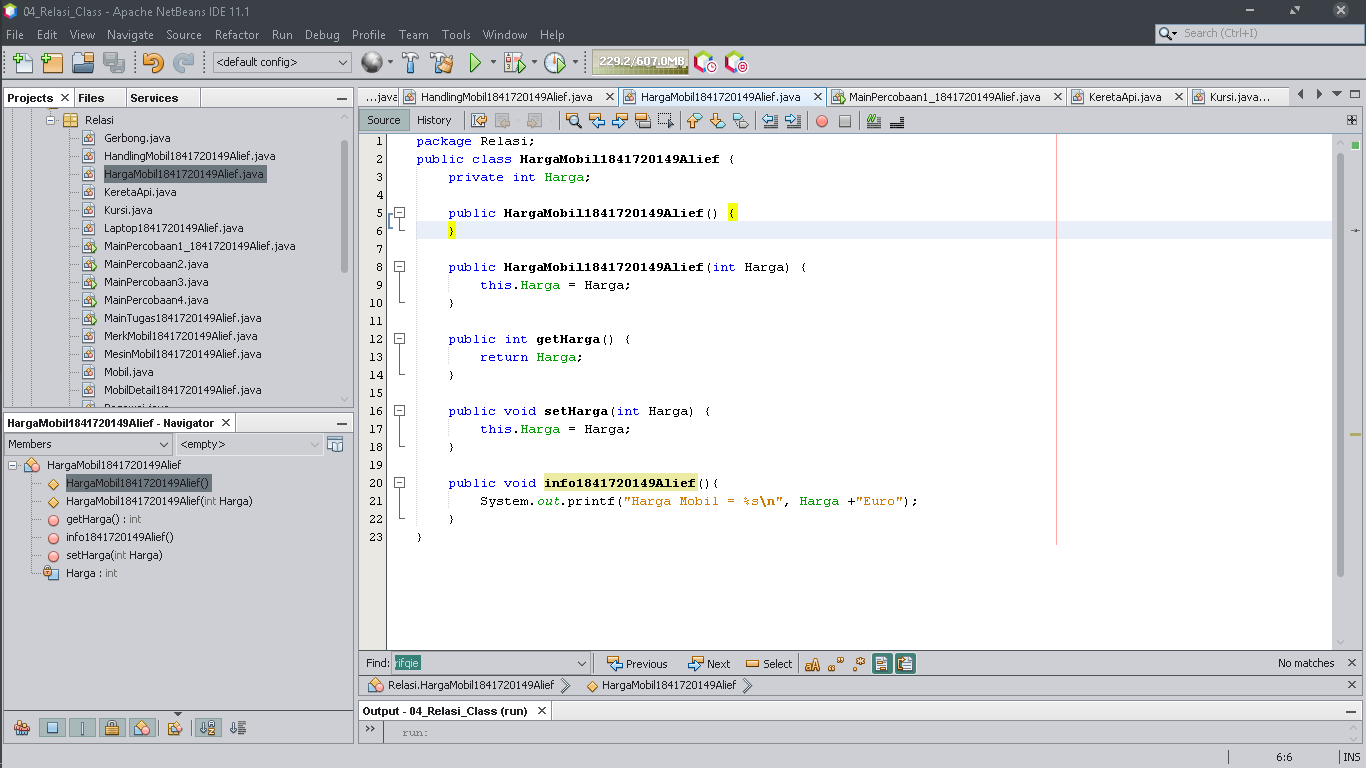 04_Relasi_Class - Apache NetBeans IDE 11.1
File Edit View Navigate Source Refactor Run Debug Profile Team Tools Window Help
Search (Ctrl+I)
<default config>
229.2/607.0MB
Projects Files Services
Relasi
Gerbong.java
HandlingMobil1841720149Alief.java
HargaMobil1841720149Alief.java
KeretaApi.java
Kursi.java
Laptop1841720149Alief.java
MainPercobaan1_1841720149Alief.java
MainPercobaan2.java
MainPercobaan3.java
MainPercobaan4.java
MainTugas1841720149Alief.java
MerkMobil1841720149Alief.java
MesinMobil1841720149Alief.java
Mobil.java
MobilDetail1841720149Alief.java
HargaMobil1841720149Alief - Navigator
Members <empty>
HargaMobil1841720149Alief
HargaMobil1841720149Alief()
HargaMobil1841720149Alief(int Harga)
getHarga() : int
info1841720149Alief()
setHarga(int Harga)
Harga : int
...java HandlingMobil1841720149Alief.java HargaMobil1841720149Alief.java MainPercobaan1_1841720149Alief.java KeretaApi.java Kursi.java...
Source History
1 package Relasi;
2 public class HargaMobil1841720149Alief {
3 private int Harga;
4
5 public HargaMobil1841720149Alief() {
6 }
7
8 public HargaMobil1841720149Alief(int Harga) {
9 this.Harga = Harga;
10 }
11
12 public int getHarga() {
13 return Harga;
14 }
15
16 public void setHarga(int Harga) {
17 this.Harga = Harga;
18 }
19
20 public void info1841720149Alief(){
21 System.out.printf("Harga Mobil = %s\n", Harga +"Euro");
22 }
23 }
Find: rifqie Previous Next Select aA No matches
Relasi.HargaMobil1841720149Alief HargaMobil1841720149Alief
Output - 04_Relasi_Class (run)
run:
6:6 INS